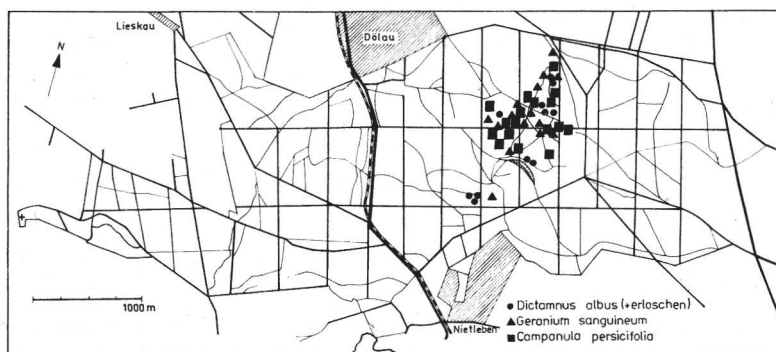 Lieskau
Dölau
N
1000 m
Nietleben
Dictamnus albus (+erloschen)
Geranium sanguineum
Campanula persicifolia